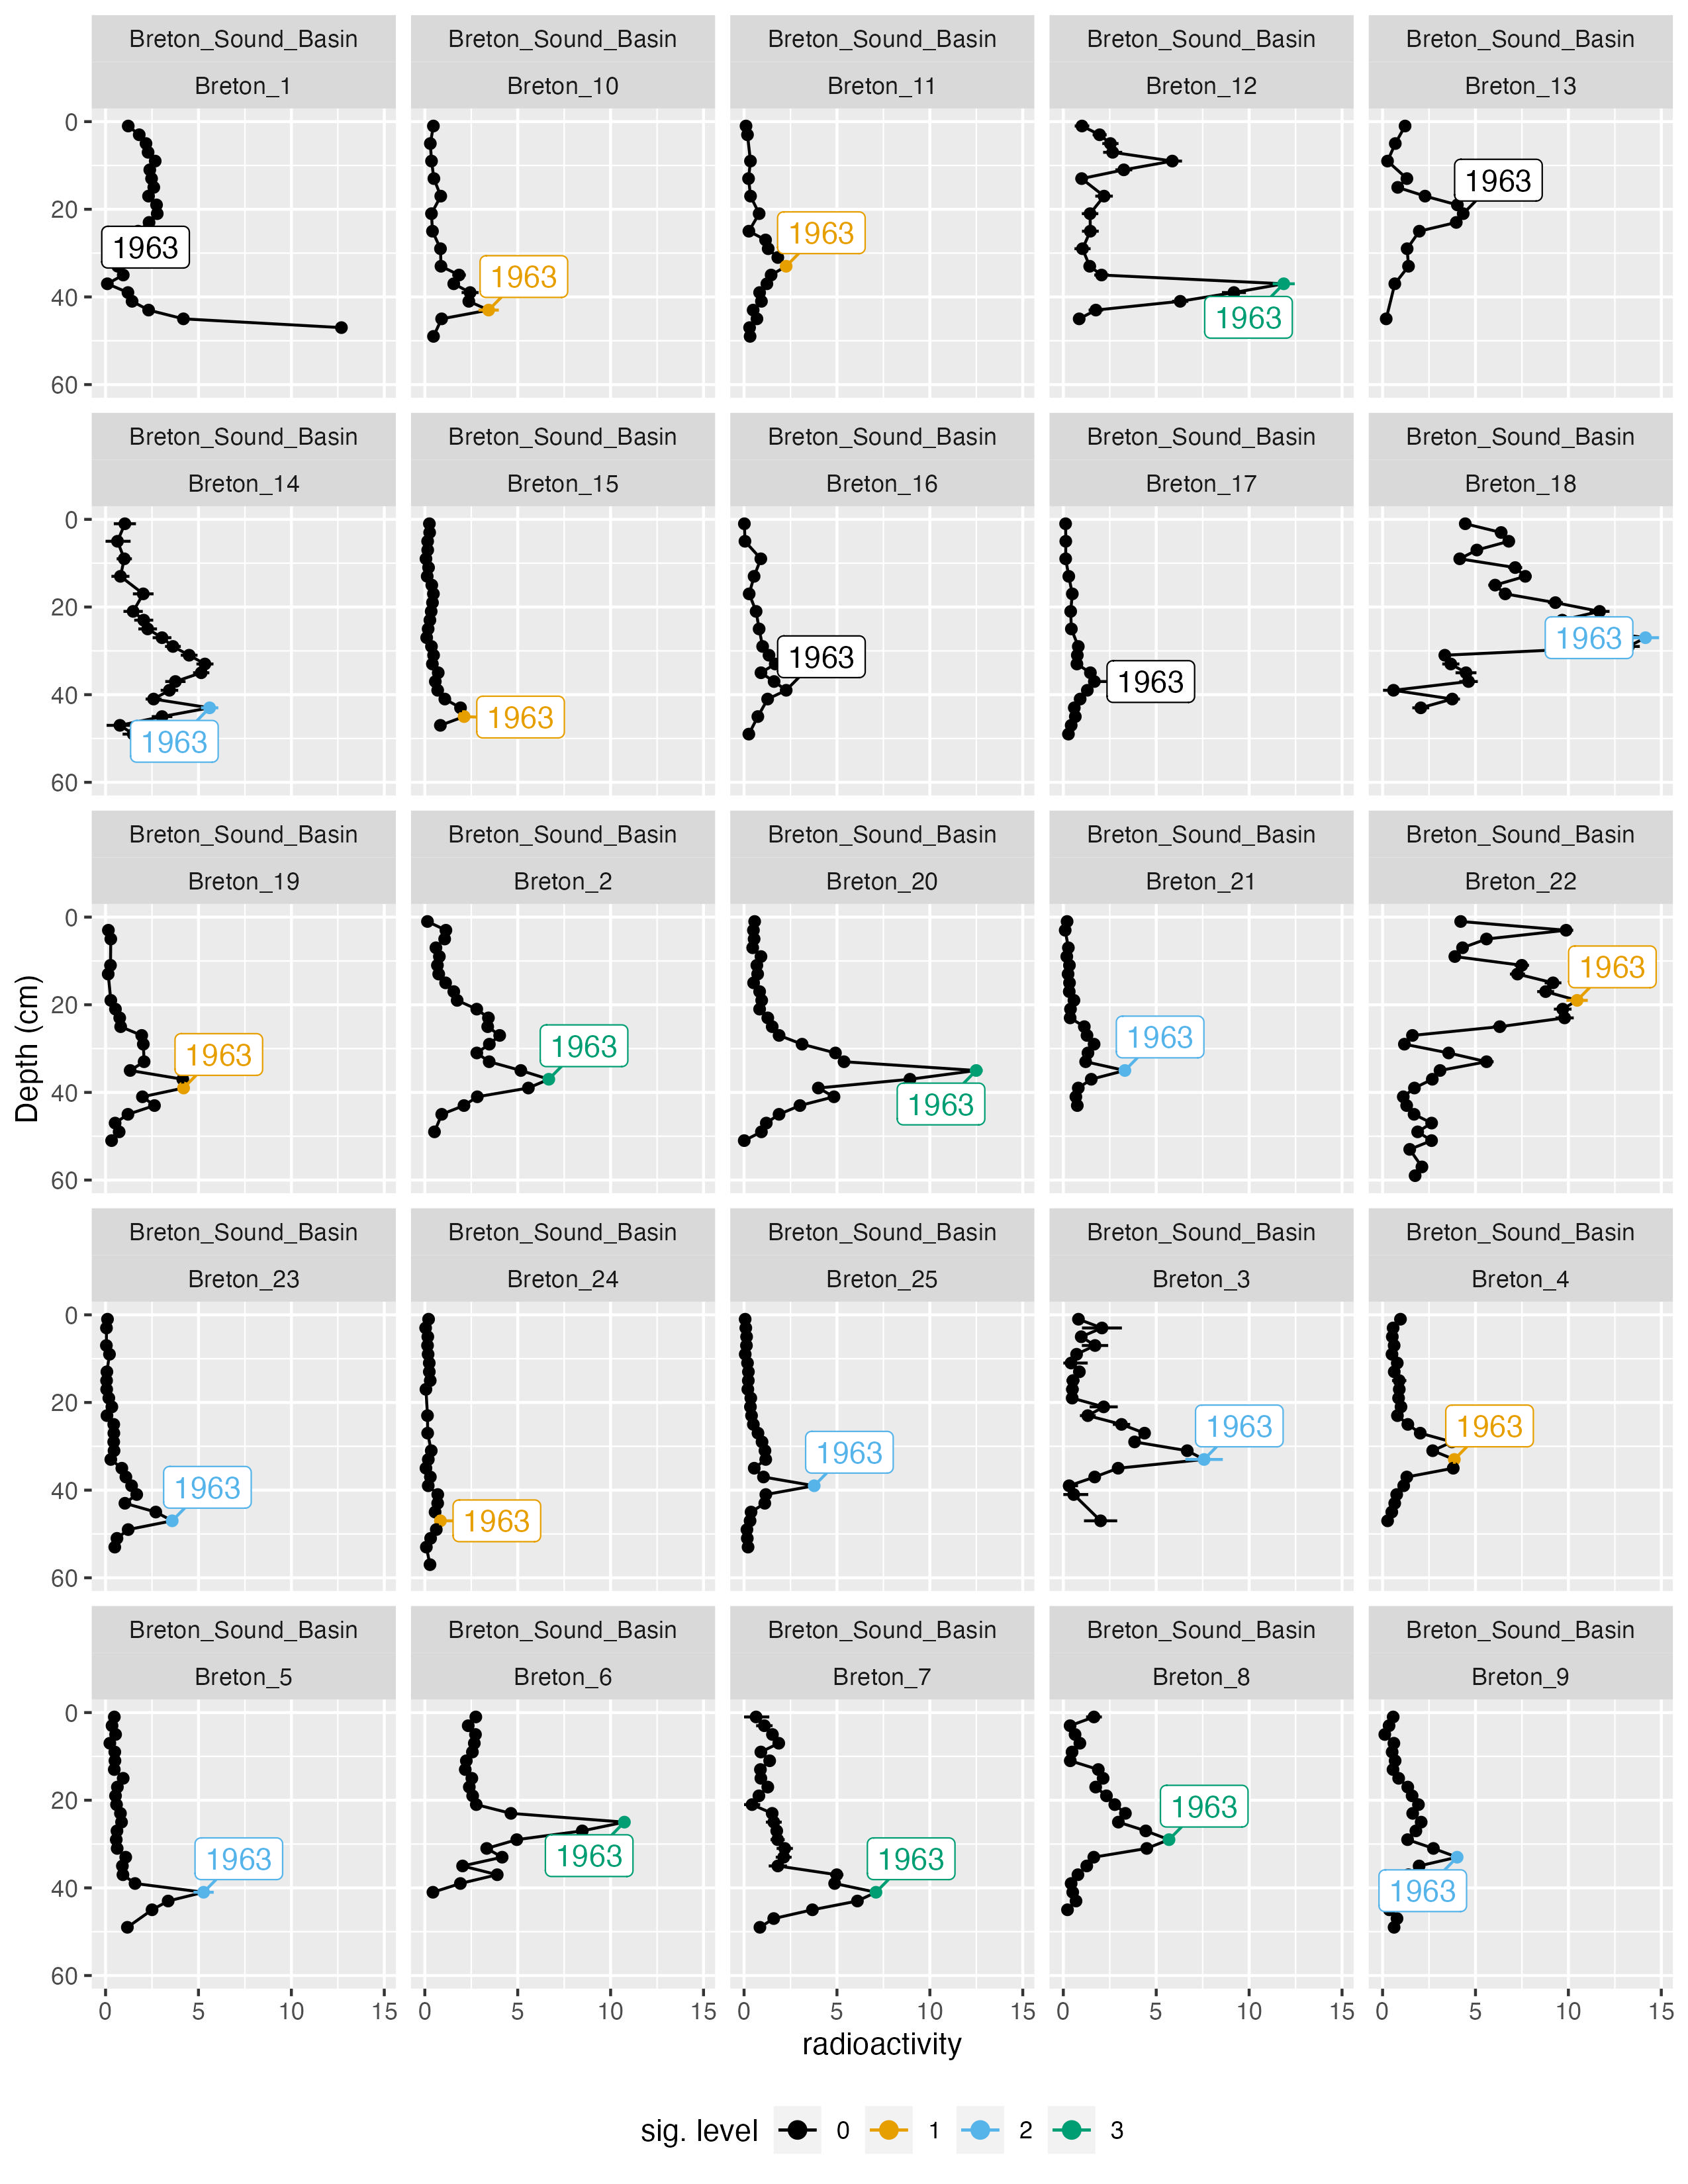 Breton_Sound_Basin Breton_Sound_Basin Breton_Sound_Basin Breton_Sound_Basin Breton_Sound_Basin
Breton_1 Breton_10 Breton_11 Breton_12 Breton_13
0
20
40
60
1963 1963 1963 1963 1963
Breton_Sound_Basin Breton_Sound_Basin Breton_Sound_Basin Breton_Sound_Basin Breton_Sound_Basin
Breton_14 Breton_15 Breton_16 Breton_17 Breton_18
0
20
40
60
1963 1963 1963 1963 1963
Breton_Sound_Basin Breton_Sound_Basin Breton_Sound_Basin Breton_Sound_Basin Breton_Sound_Basin
Breton_19 Breton_2 Breton_20 Breton_21 Breton_22
0
20
40
60
1963 1963 1963 1963 1963
Depth (cm)
Breton_Sound_Basin Breton_Sound_Basin Breton_Sound_Basin Breton_Sound_Basin Breton_Sound_Basin
Breton_23 Breton_24 Breton_25 Breton_3 Breton_4
0
20
40
60
1963 1963 1963 1963 1963
Breton_Sound_Basin Breton_Sound_Basin Breton_Sound_Basin Breton_Sound_Basin Breton_Sound_Basin
Breton_5 Breton_6 Breton_7 Breton_8 Breton_9
0
20
40
60
1963 1963 1963 1963 1963
0 5 10 15 0 5 10 15 0 5 10 15 0 5 10 15 0 5 10 15
radioactivity
sig. level 0 1 2 3